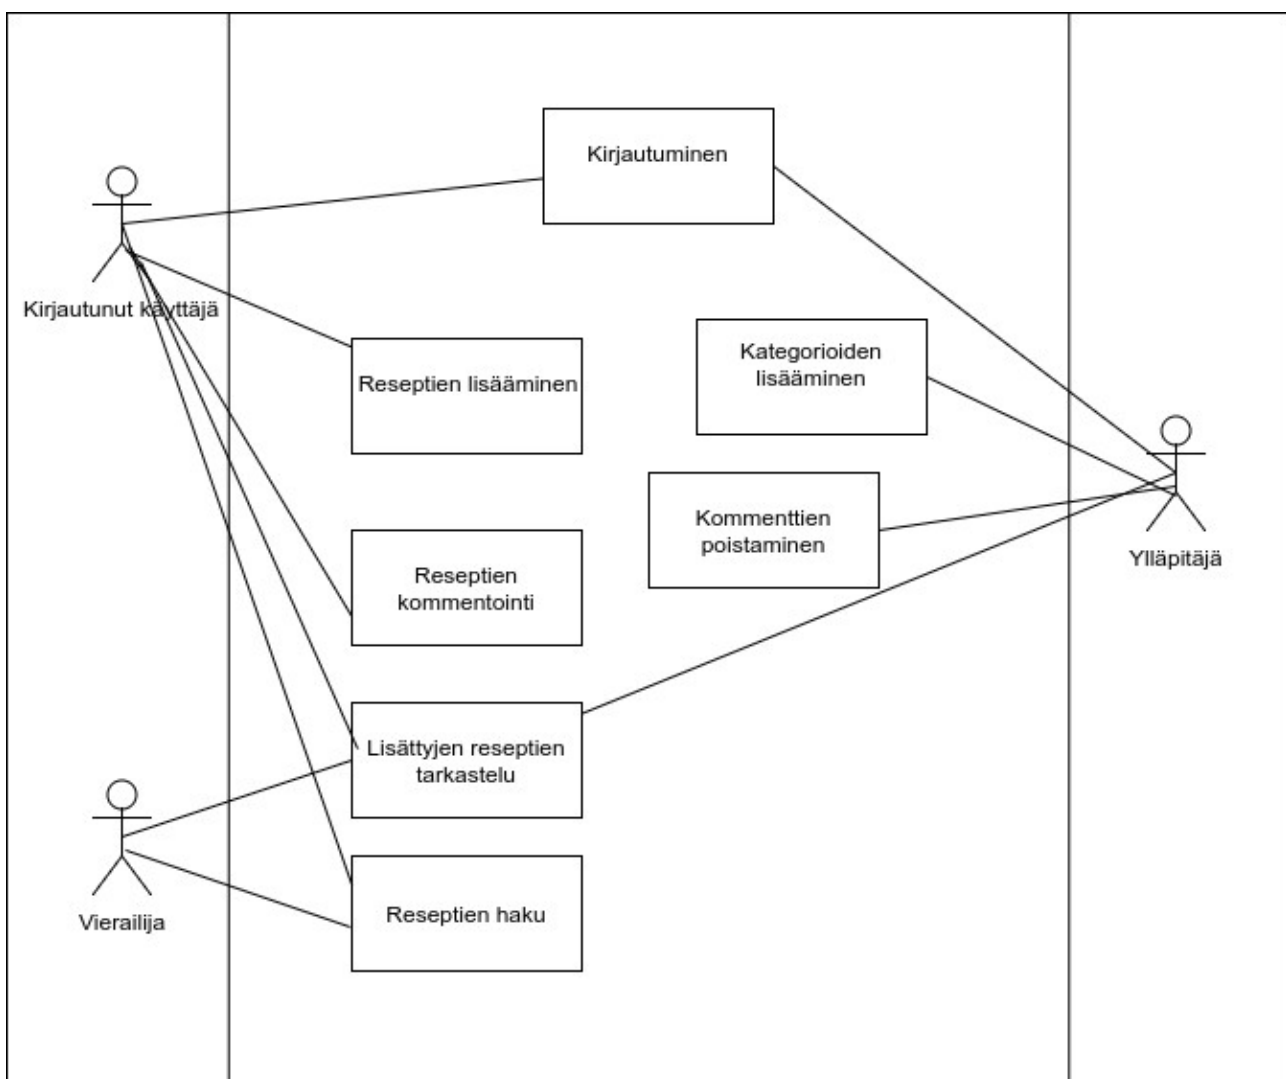 Kirjautuminen
Kirjautunut käyttäjä
Reseptien lisääminen
Kategorioiden
lisääminen
Kommenttien
poistaminen
Ylläpitäjä
Reseptien
kommentointi
Lisättyjen reseptien
tarkastelu
Vierailija
Reseptien haku